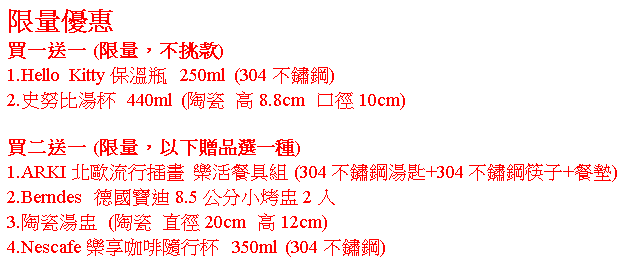 限量優惠
買一送一 (限量，不挑款)
1.Hello Kitty 保溫瓶 250ml (304 不鏽鋼)
2.史努比湯杯 440ml (陶瓷 高 8.8cm 口徑 10cm)
買二送一 (限量，以下贈品選一種)
1.ARKI 北歐流行插畫 樂活餐具組 (304 不鏽鋼湯匙+304 不鏽鋼筷子+餐墊)
2.Berndes 德國寶迪 8.5 公分小烤盅 2 入
3.陶瓷湯盅 (陶瓷 直徑 20cm 高 12cm)
4.Nescafe 樂享咖啡隨行杯 350ml (304 不鏽鋼)